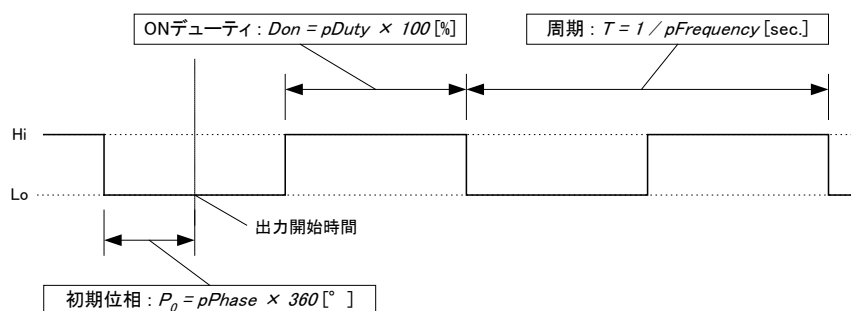 ONデューティ : Don = pDuty × 100 [%]
周期 : T = 1 / pFrequency [sec.]
Hi
Lo
出力開始時間
初期位相 : P0 = pPhase × 360 [° ]